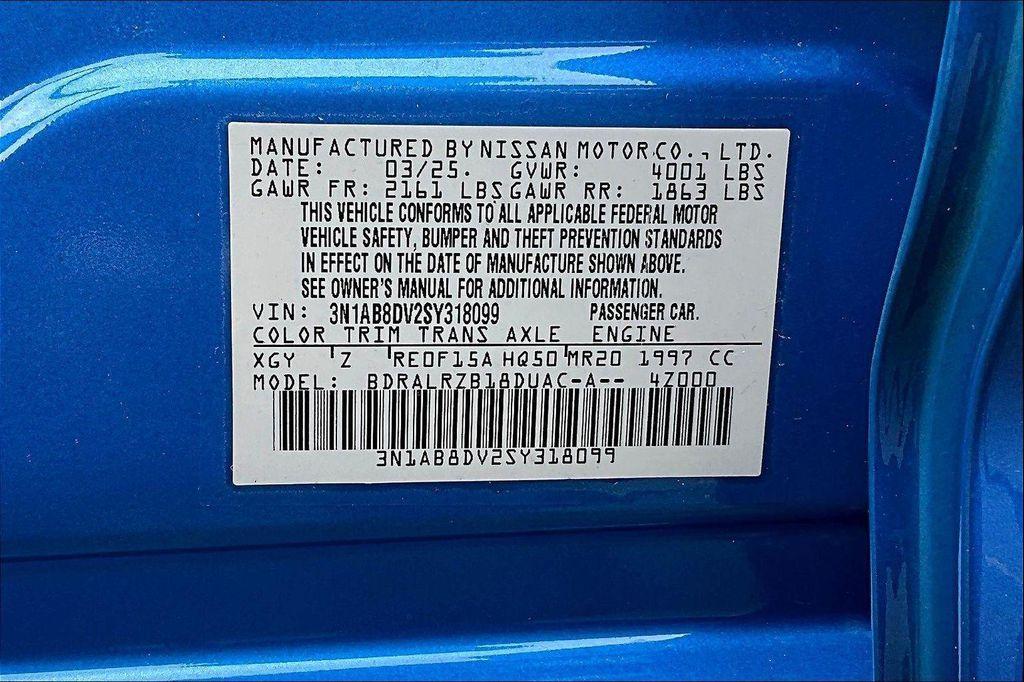 MANUFACTURED BY NISSAN MOTOR CO., LTD.
DATE: 03/25. GVWR: 4001 LBS
GAWR FR: 2161 LBS GAWR RR: 1863 LBS
THIS VEHICLE CONFORMS TO ALL APPLICABLE FEDERAL MOTOR
VEHICLE SAFETY, BUMPER AND THEFT PREVENTION STANDARDS
IN EFFECT ON THE DATE OF MANUFACTURE SHOWN ABOVE.
SEE OWNER'S MANUAL FOR ADDITIONAL INFORMATION.
VIN: 3N1AB8DV2SY318099 PASSENGER CAR.
COLOR TRIM TRANS AXLE ENGINE
XGY Z RE0F15A HQ50 MR20 1997 CC
MODEL: BDRALRZB18DUAC-A-- 4Z000
3N1AB8DV2SY318099